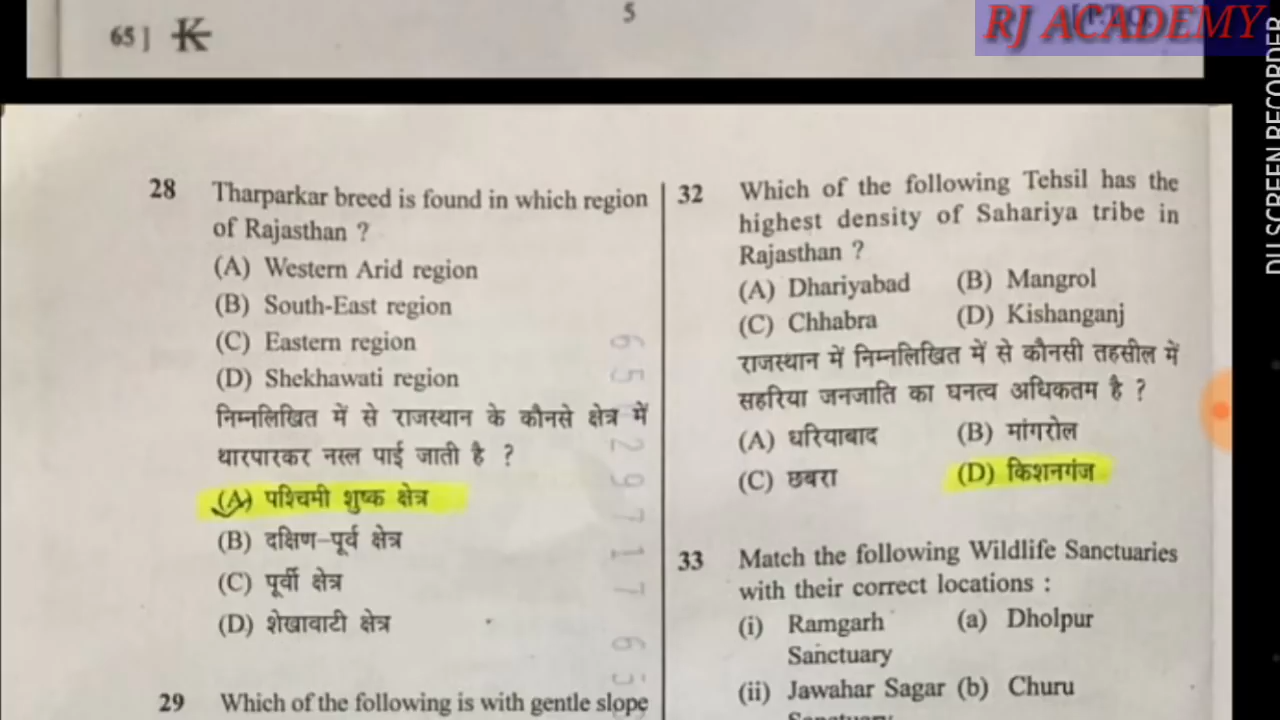 5
65 ] K
[ P.T.O.
RJ ACADEMY
DU SCREEN RECORDER
28 Tharparkar breed is found in which region
of Rajasthan ?
(A) Western Arid region
(B) South-East region
(C) Eastern region
(D) Shekhawati region
निम्नलिखित में से राजस्थान के कौनसे क्षेत्र में
थारपारकर नस्ल पाई जाती है ?
(A) पश्चिमी शुष्क क्षेत्र
(B) दक्षिण-पूर्व क्षेत्र
(C) पूर्वी क्षेत्र
(D) शेखावाटी क्षेत्र
29 Which of the following is with gentle slope
32 Which of the following Tehsil has the
highest density of Sahariya tribe in
Rajasthan ?
(A) Dhariyabad (B) Mangrol
(C) Chhabra (D) Kishanganj
राजस्थान में निम्नलिखित में से कौनसी तहसील में
सहरिया जनजाति का घनत्व अधिकतम है ?
(A) धरियाबाद (B) मांगरोल
(C) छबरा (D) किशनगंज
33 Match the following Wildlife Sanctuaries
with their correct locations :
(i) Ramgarh (a) Dholpur
Sanctuary
(ii) Jawahar Sagar (b) Churu
Sanctuary